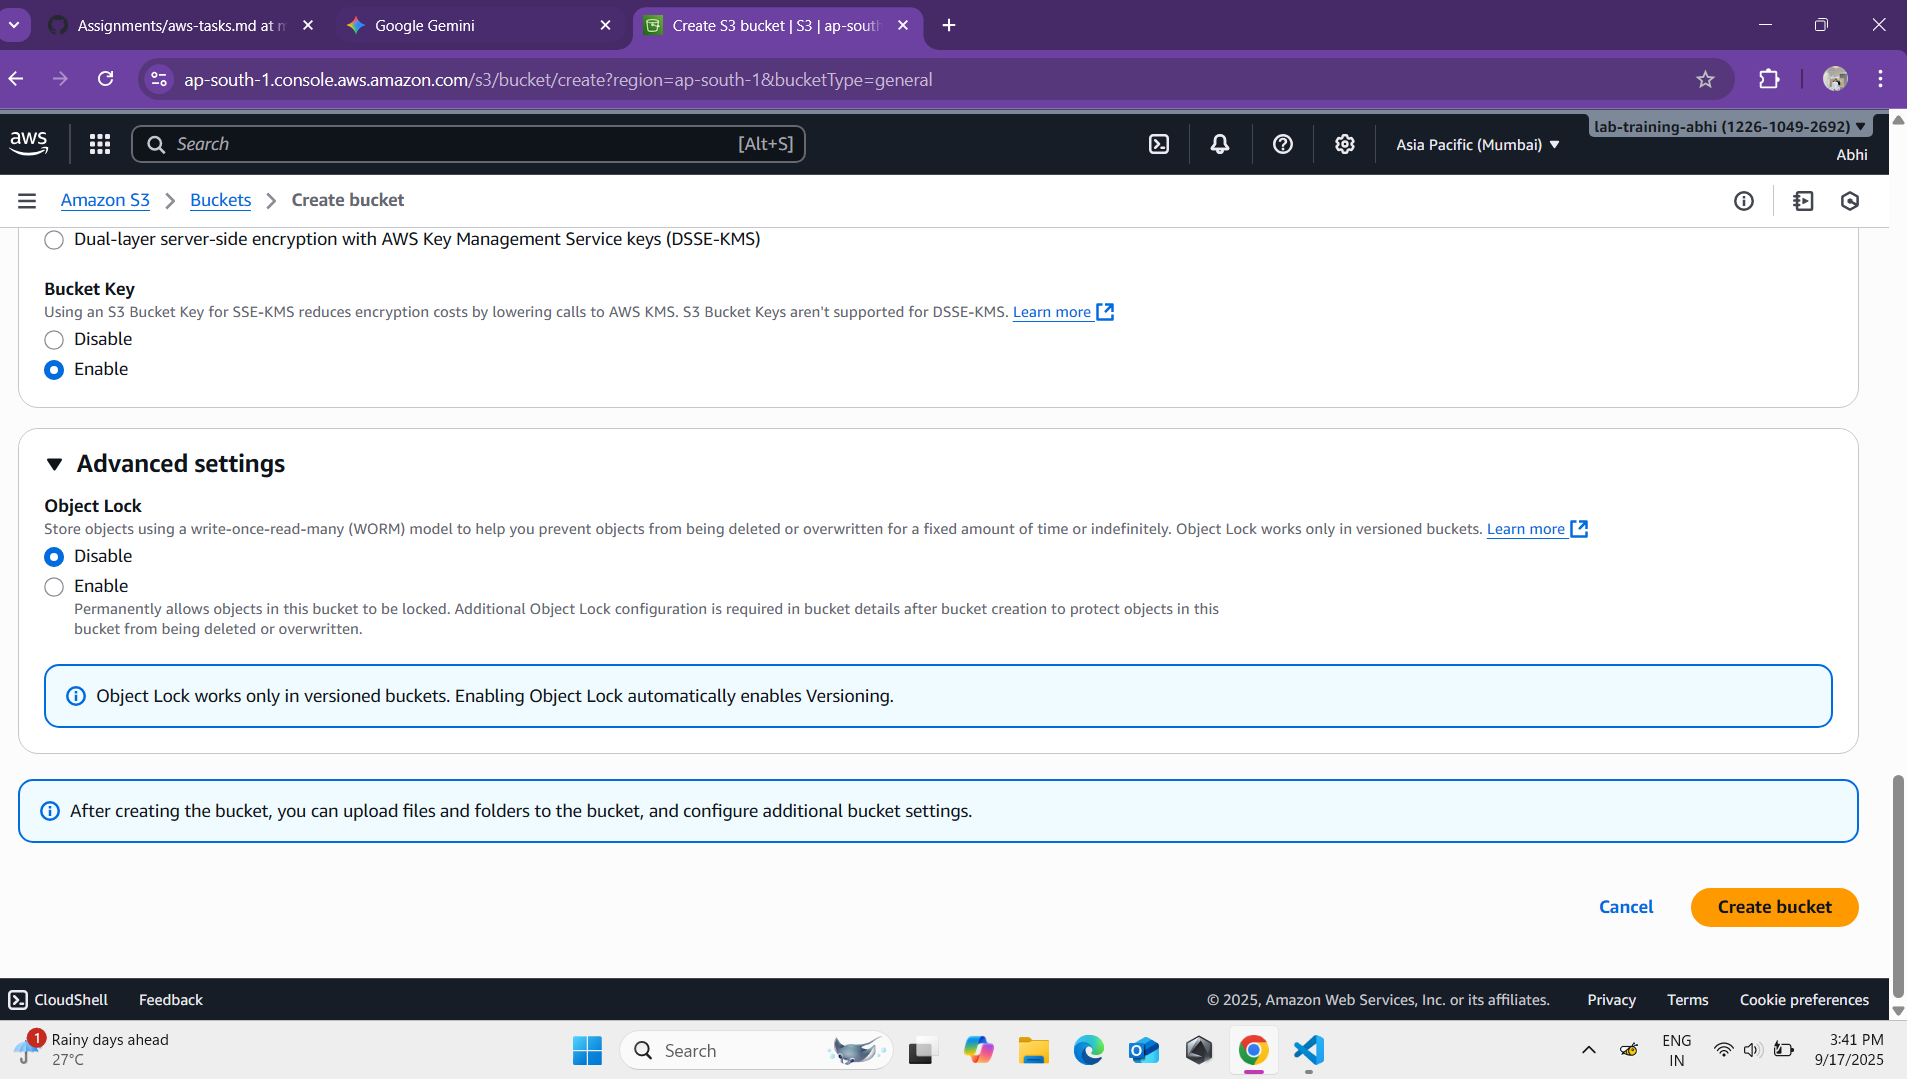 Assignments/aws-tasks.md at m
Google Gemini
Create S3 bucket | S3 | ap-south
ap-south-1.console.aws.amazon.com/s3/bucket/create?region=ap-south-1&bucketType=general
aws
Search
[Alt+S]
Asia Pacific (Mumbai)
lab-training-abhi (1226-1049-2692)
Abhi
Amazon S3
Buckets
Create bucket
Dual-layer server-side encryption with AWS Key Management Service keys (DSSE-KMS)
Bucket Key
Using an S3 Bucket Key for SSE-KMS reduces encryption costs by lowering calls to AWS KMS. S3 Bucket Keys aren't supported for DSSE-KMS. Learn more
Disable
Enable
Advanced settings
Object Lock
Store objects using a write-once-read-many (WORM) model to help you prevent objects from being deleted or overwritten for a fixed amount of time or indefinitely. Object Lock works only in versioned buckets. Learn more
Disable
Enable
Permanently allows objects in this bucket to be locked. Additional Object Lock configuration is required in bucket details after bucket creation to protect objects in this
bucket from being deleted or overwritten.
Object Lock works only in versioned buckets. Enabling Object Lock automatically enables Versioning.
After creating the bucket, you can upload files and folders to the bucket, and configure additional bucket settings.
Cancel
Create bucket
CloudShell
Feedback
© 2025, Amazon Web Services, Inc. or its affiliates.
Privacy
Terms
Cookie preferences
1
Rainy days ahead
27°C
Search
ENG
IN
3:41 PM
9/17/2025